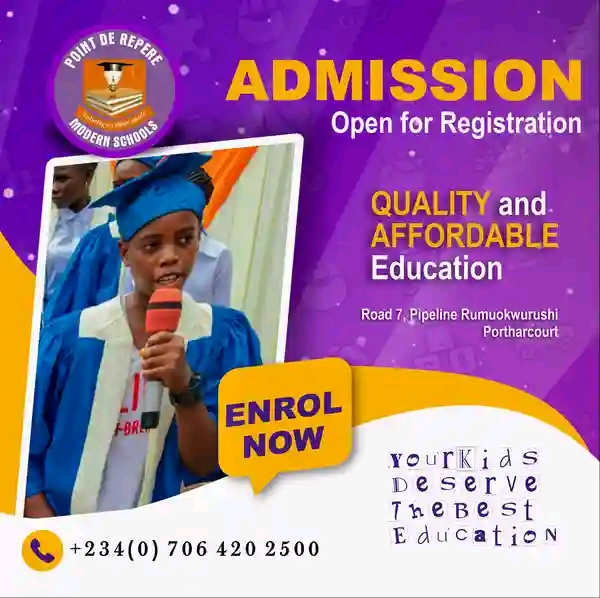 POINT DE REPERE
MODERN SCHOOLS
ADMISSION
Open for Registration
QUALITY and
AFFORDABLE
Education
Road 7, Pipeline Rumuokwurushi
Portharcourt
ENROL
NOW
YourKids
Deserve
TheBest
Education
+234(0) 706 420 2500